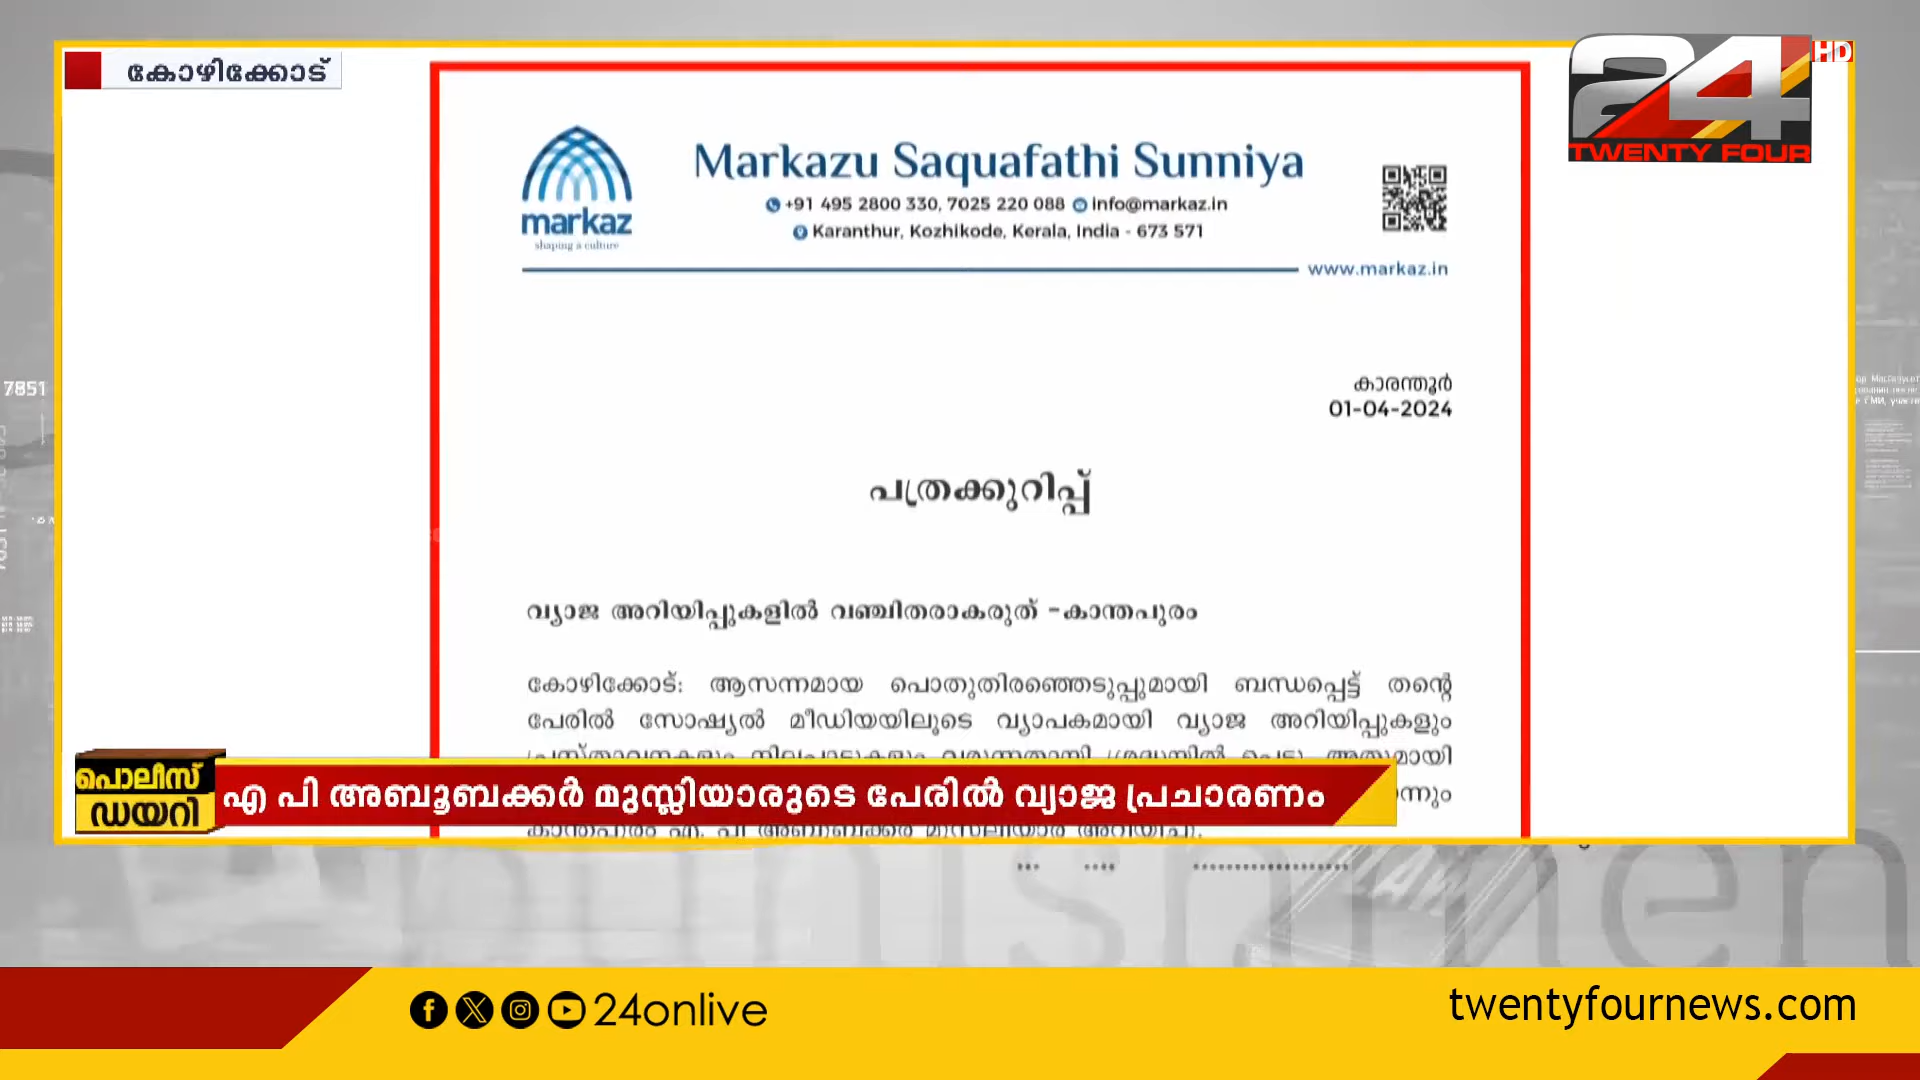 കോഴിക്കോട്
24
HD
TWENTY FOUR
markaz
shaping a culture
Markazu Saquafathi Sunniya
+91 495 2800 330, 7025 220 088 info@markaz.in
Karanthur, Kozhikode, Kerala, India - 673 571
www.markaz.in
കാരന്തൂർ
01-04-2024
7851
പത്രക്കുറിപ്പ്
വ്യാജ അറിയിപ്പുകളിൽ വഞ്ചിതരാകരുത് -കാന്തപുരം
കോഴിക്കോട്: ആസന്നമായ പൊതുതിരഞ്ഞെടുപ്പുമായി ബന്ധപ്പെട്ട് തന്റെ
പേരിൽ സോഷ്യൽ മീഡിയയിലൂടെ വ്യാപകമായി വ്യാജ അറിയിപ്പുകളും
പൊലീസ്
ഡയറി
എ പി അബൂബക്കർ മുസ്ലിയാരുടെ പേരിൽ വ്യാജ പ്രചാരണം
24onlive
twentyfournews.com